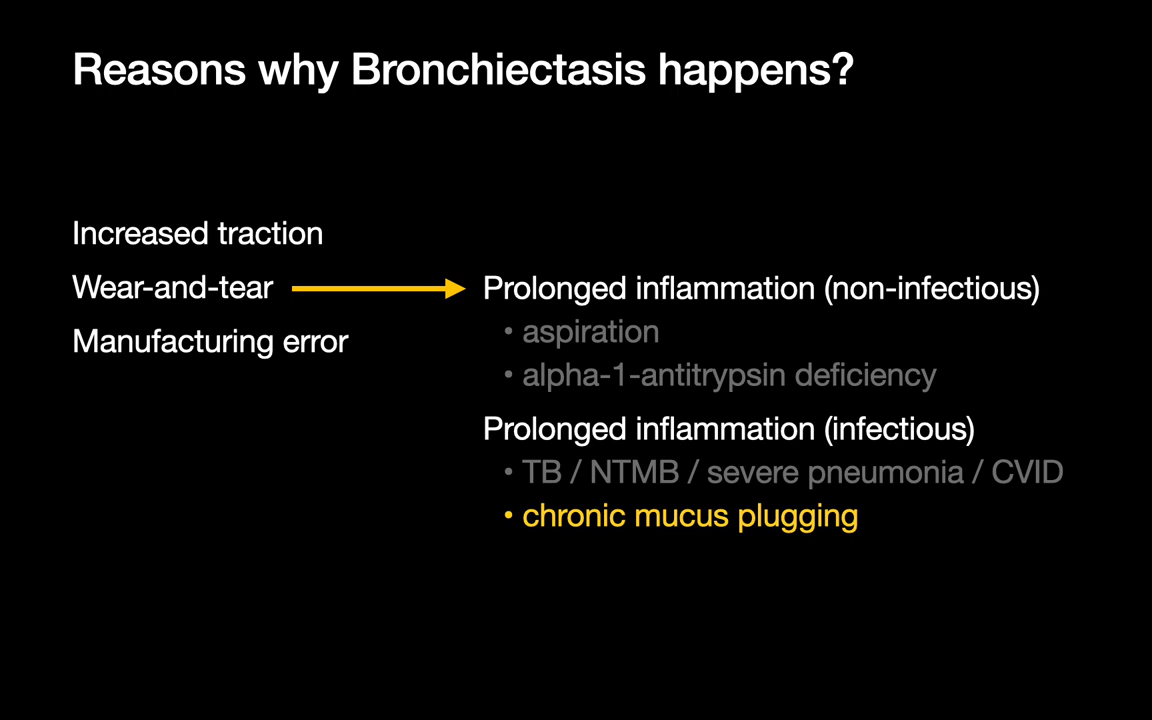 Reasons why Bronchiectasis happens?
Increased traction
Wear-and-tear
Manufacturing error
Prolonged inflammation (non-infectious)
• aspiration
• alpha-1-antitrypsin deficiency
Prolonged inflammation (infectious)
• TB / NTMB / severe pneumonia / CVID
• chronic mucus plugging